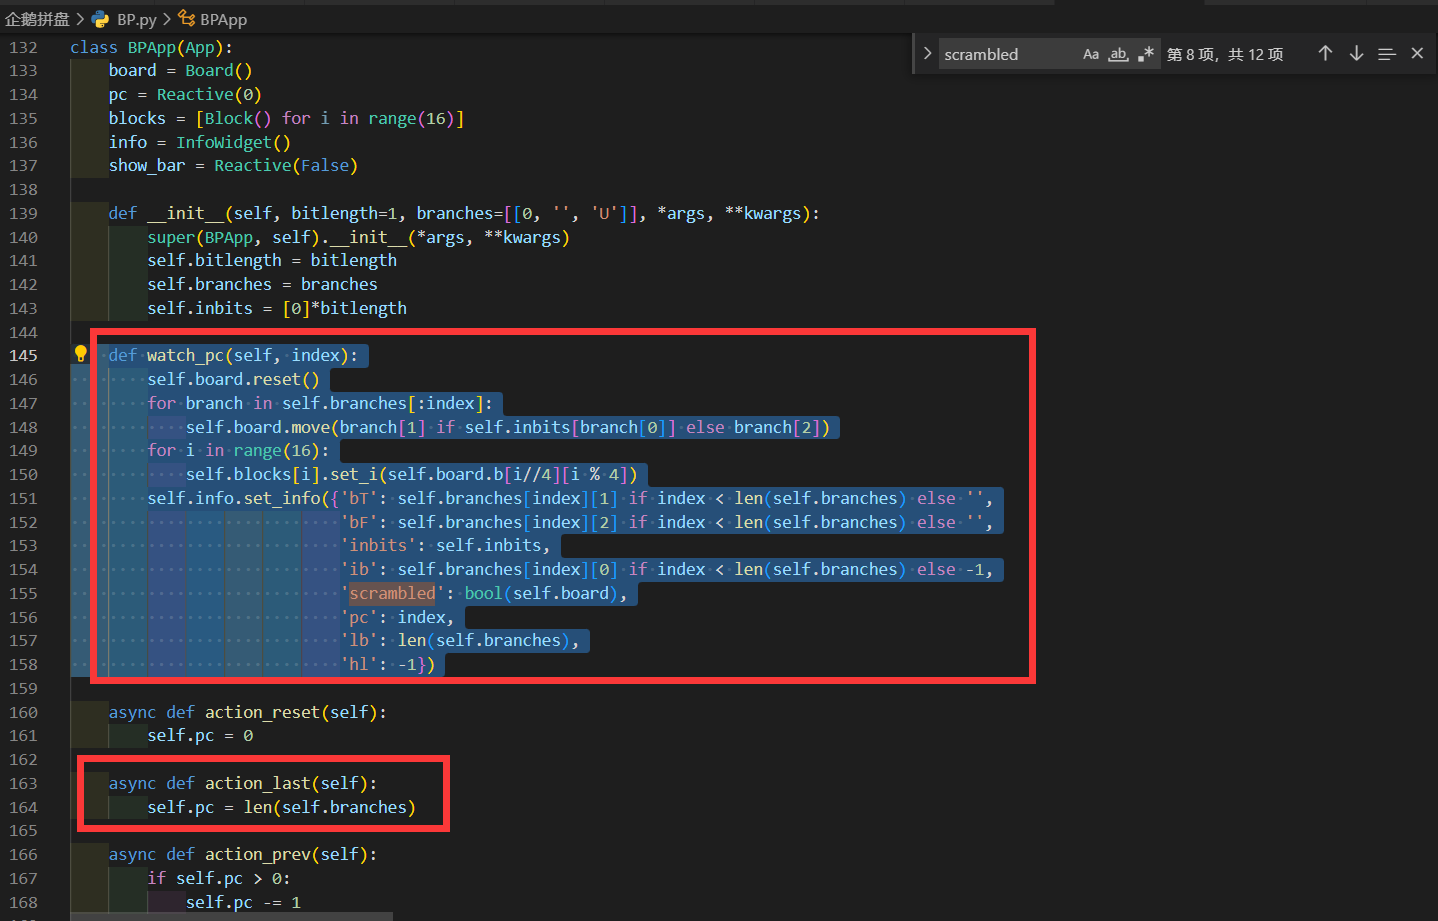 企鹅拼盘 > BP.py > BPApp
scrambled Aa ab .* 第 8 项，共 12 项
132 class BPApp(App):
133     board = Board()
134     pc = Reactive(0)
135     blocks = [Block() for i in range(16)]
136     info = InfoWidget()
137     show_bar = Reactive(False)
138
139     def __init__(self, bitlength=1, branches=[[0, '', 'U']], *args, **kwargs):
140         super(BPApp, self).__init__(*args, **kwargs)
141         self.bitlength = bitlength
142         self.branches = branches
143         self.inbits = [0]*bitlength
144
145     def watch_pc(self, index):
146         self.board.reset()
147         for branch in self.branches[:index]:
148             self.board.move(branch[1] if self.inbits[branch[0]] else branch[2])
149         for i in range(16):
150             self.blocks[i].set_i(self.board.b[i//4][i % 4])
151         self.info.set_info({'bT': self.branches[index][1] if index < len(self.branches) else '',
152                             'bF': self.branches[index][2] if index < len(self.branches) else '',
153                             'inbits': self.inbits,
154                             'ib': self.branches[index][0] if index < len(self.branches) else -1,
155                             'scrambled': bool(self.board),
156                             'pc': index,
157                             'lb': len(self.branches),
158                             'hl': -1})
159
160     async def action_reset(self):
161         self.pc = 0
162
163     async def action_last(self):
164         self.pc = len(self.branches)
165
166     async def action_prev(self):
167         if self.pc > 0:
168             self.pc -= 1